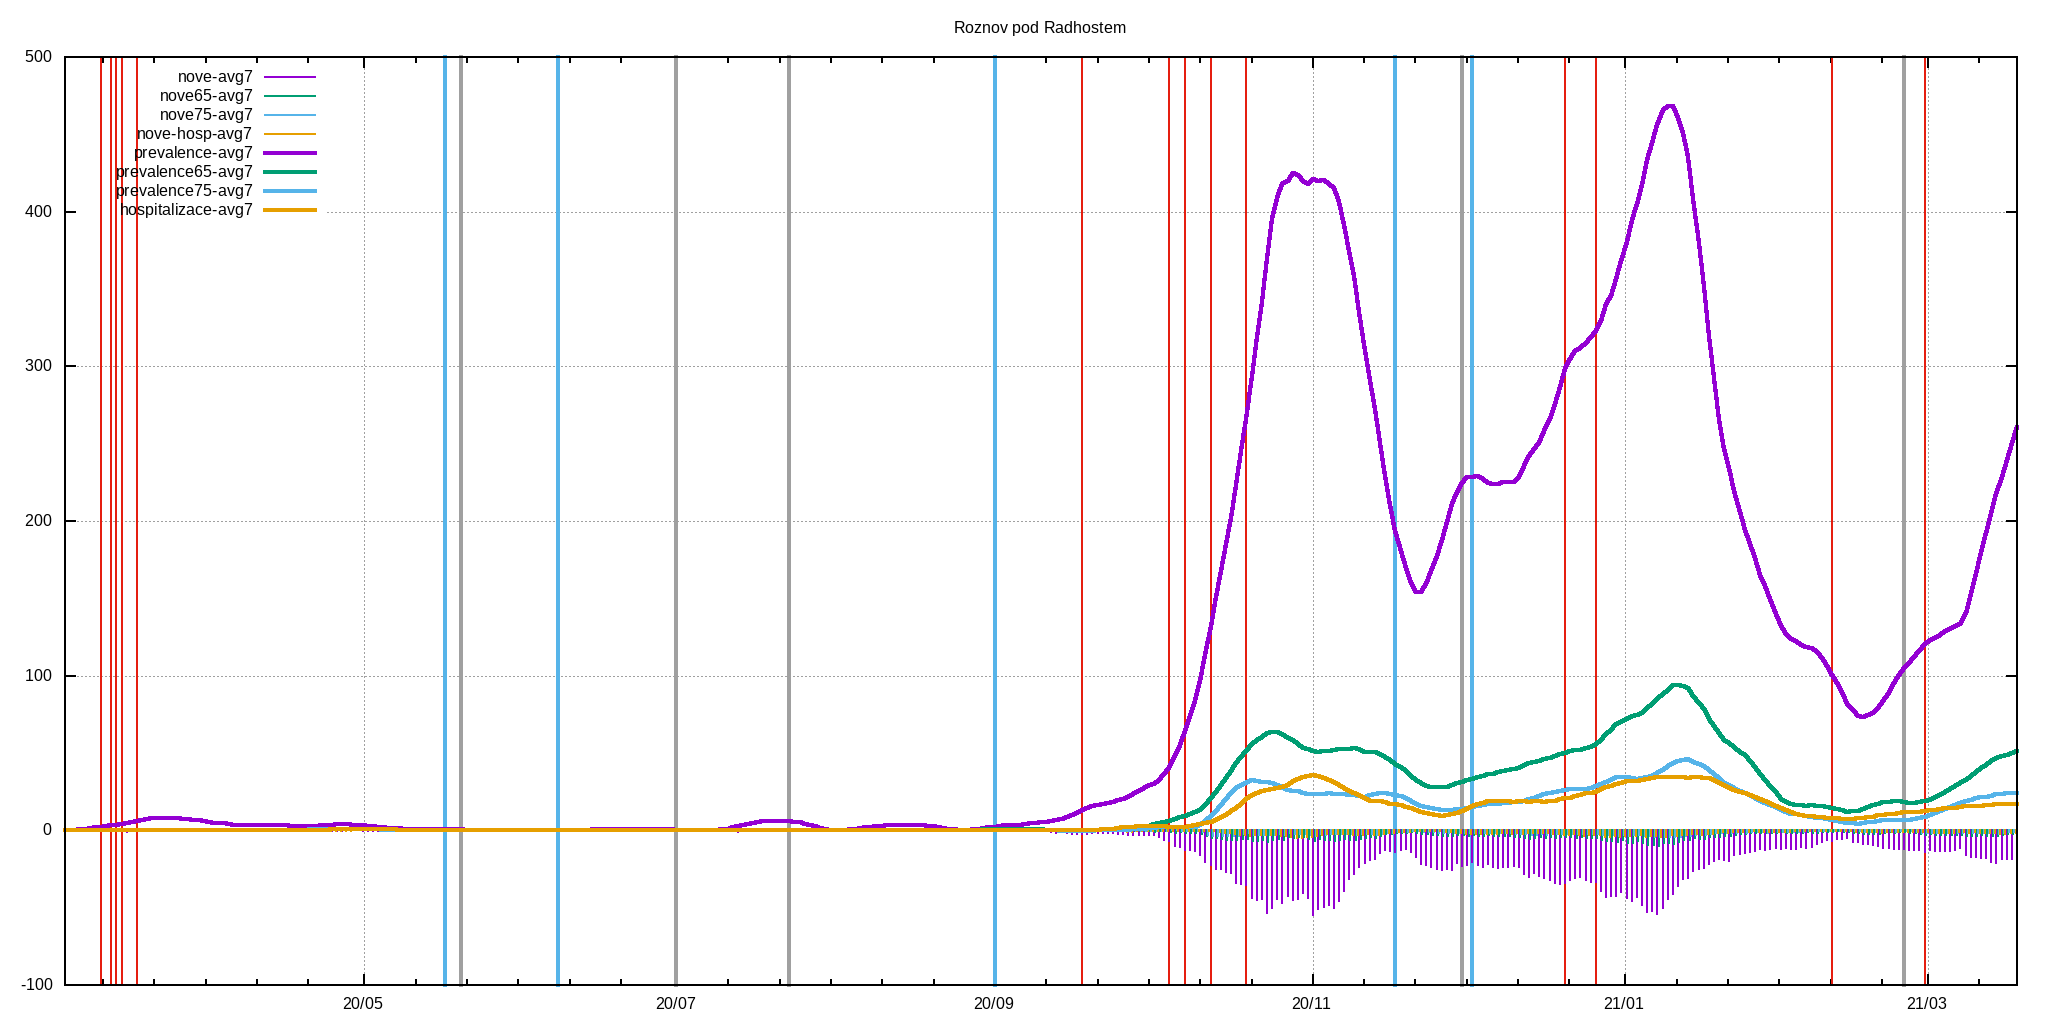 Roznov pod Radhostem
500
400
300
200
100
0
-100
nove-avg7
nove65-avg7
nove75-avg7
nove-hosp-avg7
prevalence-avg7
prevalence65-avg7
prevalence75-avg7
hospitalizace-avg7
20/05 20/07 20/09 20/11 21/01 21/03